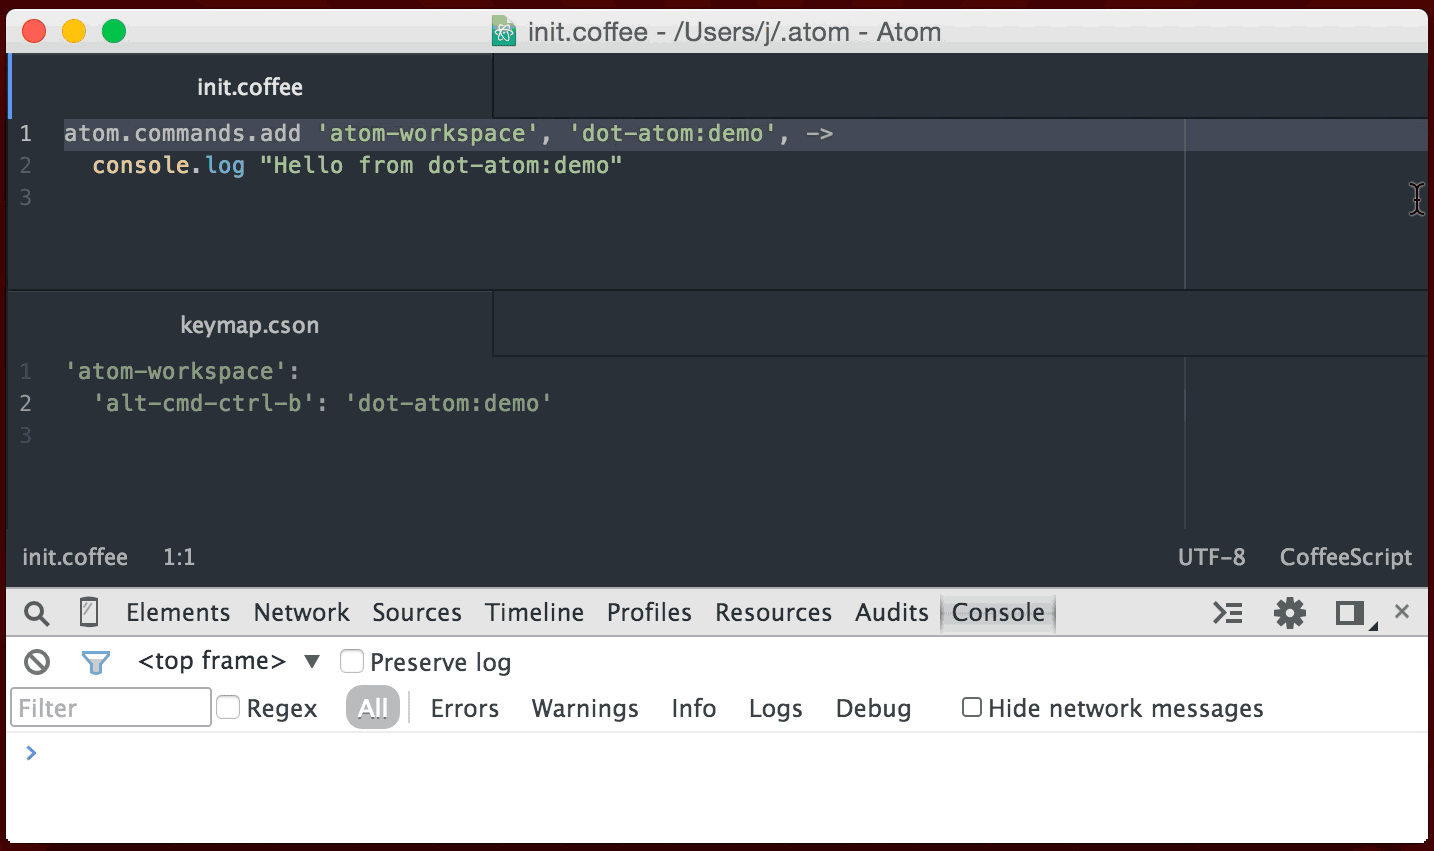 init.coffee - /Users/j/.atom - Atom
init.coffee
1 atom.commands.add 'atom-workspace', 'dot-atom:demo', ->
2   console.log "Hello from dot-atom:demo"
3
keymap.cson
1 'atom-workspace':
2   'alt-cmd-ctrl-b': 'dot-atom:demo'
3
init.coffee 1:1 UTF-8 CoffeeScript
Elements Network Sources Timeline Profiles Resources Audits Console
<top frame> ▼ Preserve log
Filter Regex All Errors Warnings Info Logs Debug Hide network messages
>